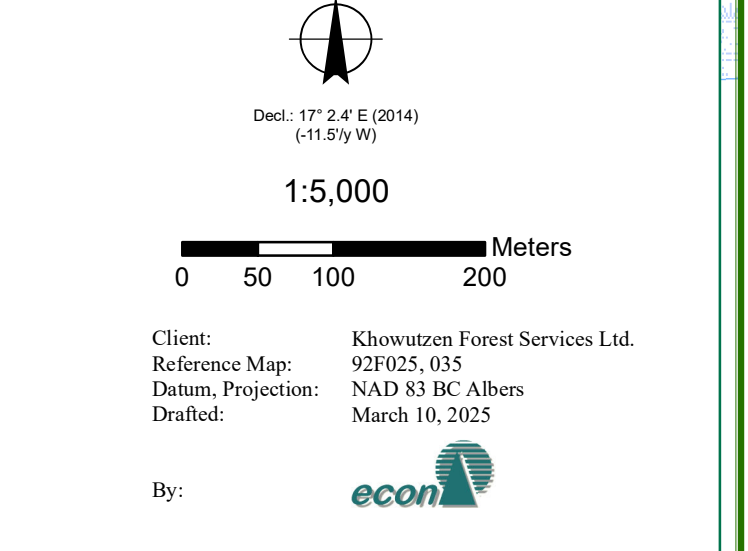 Decl.: 17° 2.4' E (2014)
(-11.5'/y W)
1:5,000
Meters
0 50 100 200
Client: Khowutzen Forest Services Ltd.
Reference Map: 92F025, 035
Datum, Projection: NAD 83 BC Albers
Drafted: March 10, 2025
By: econ